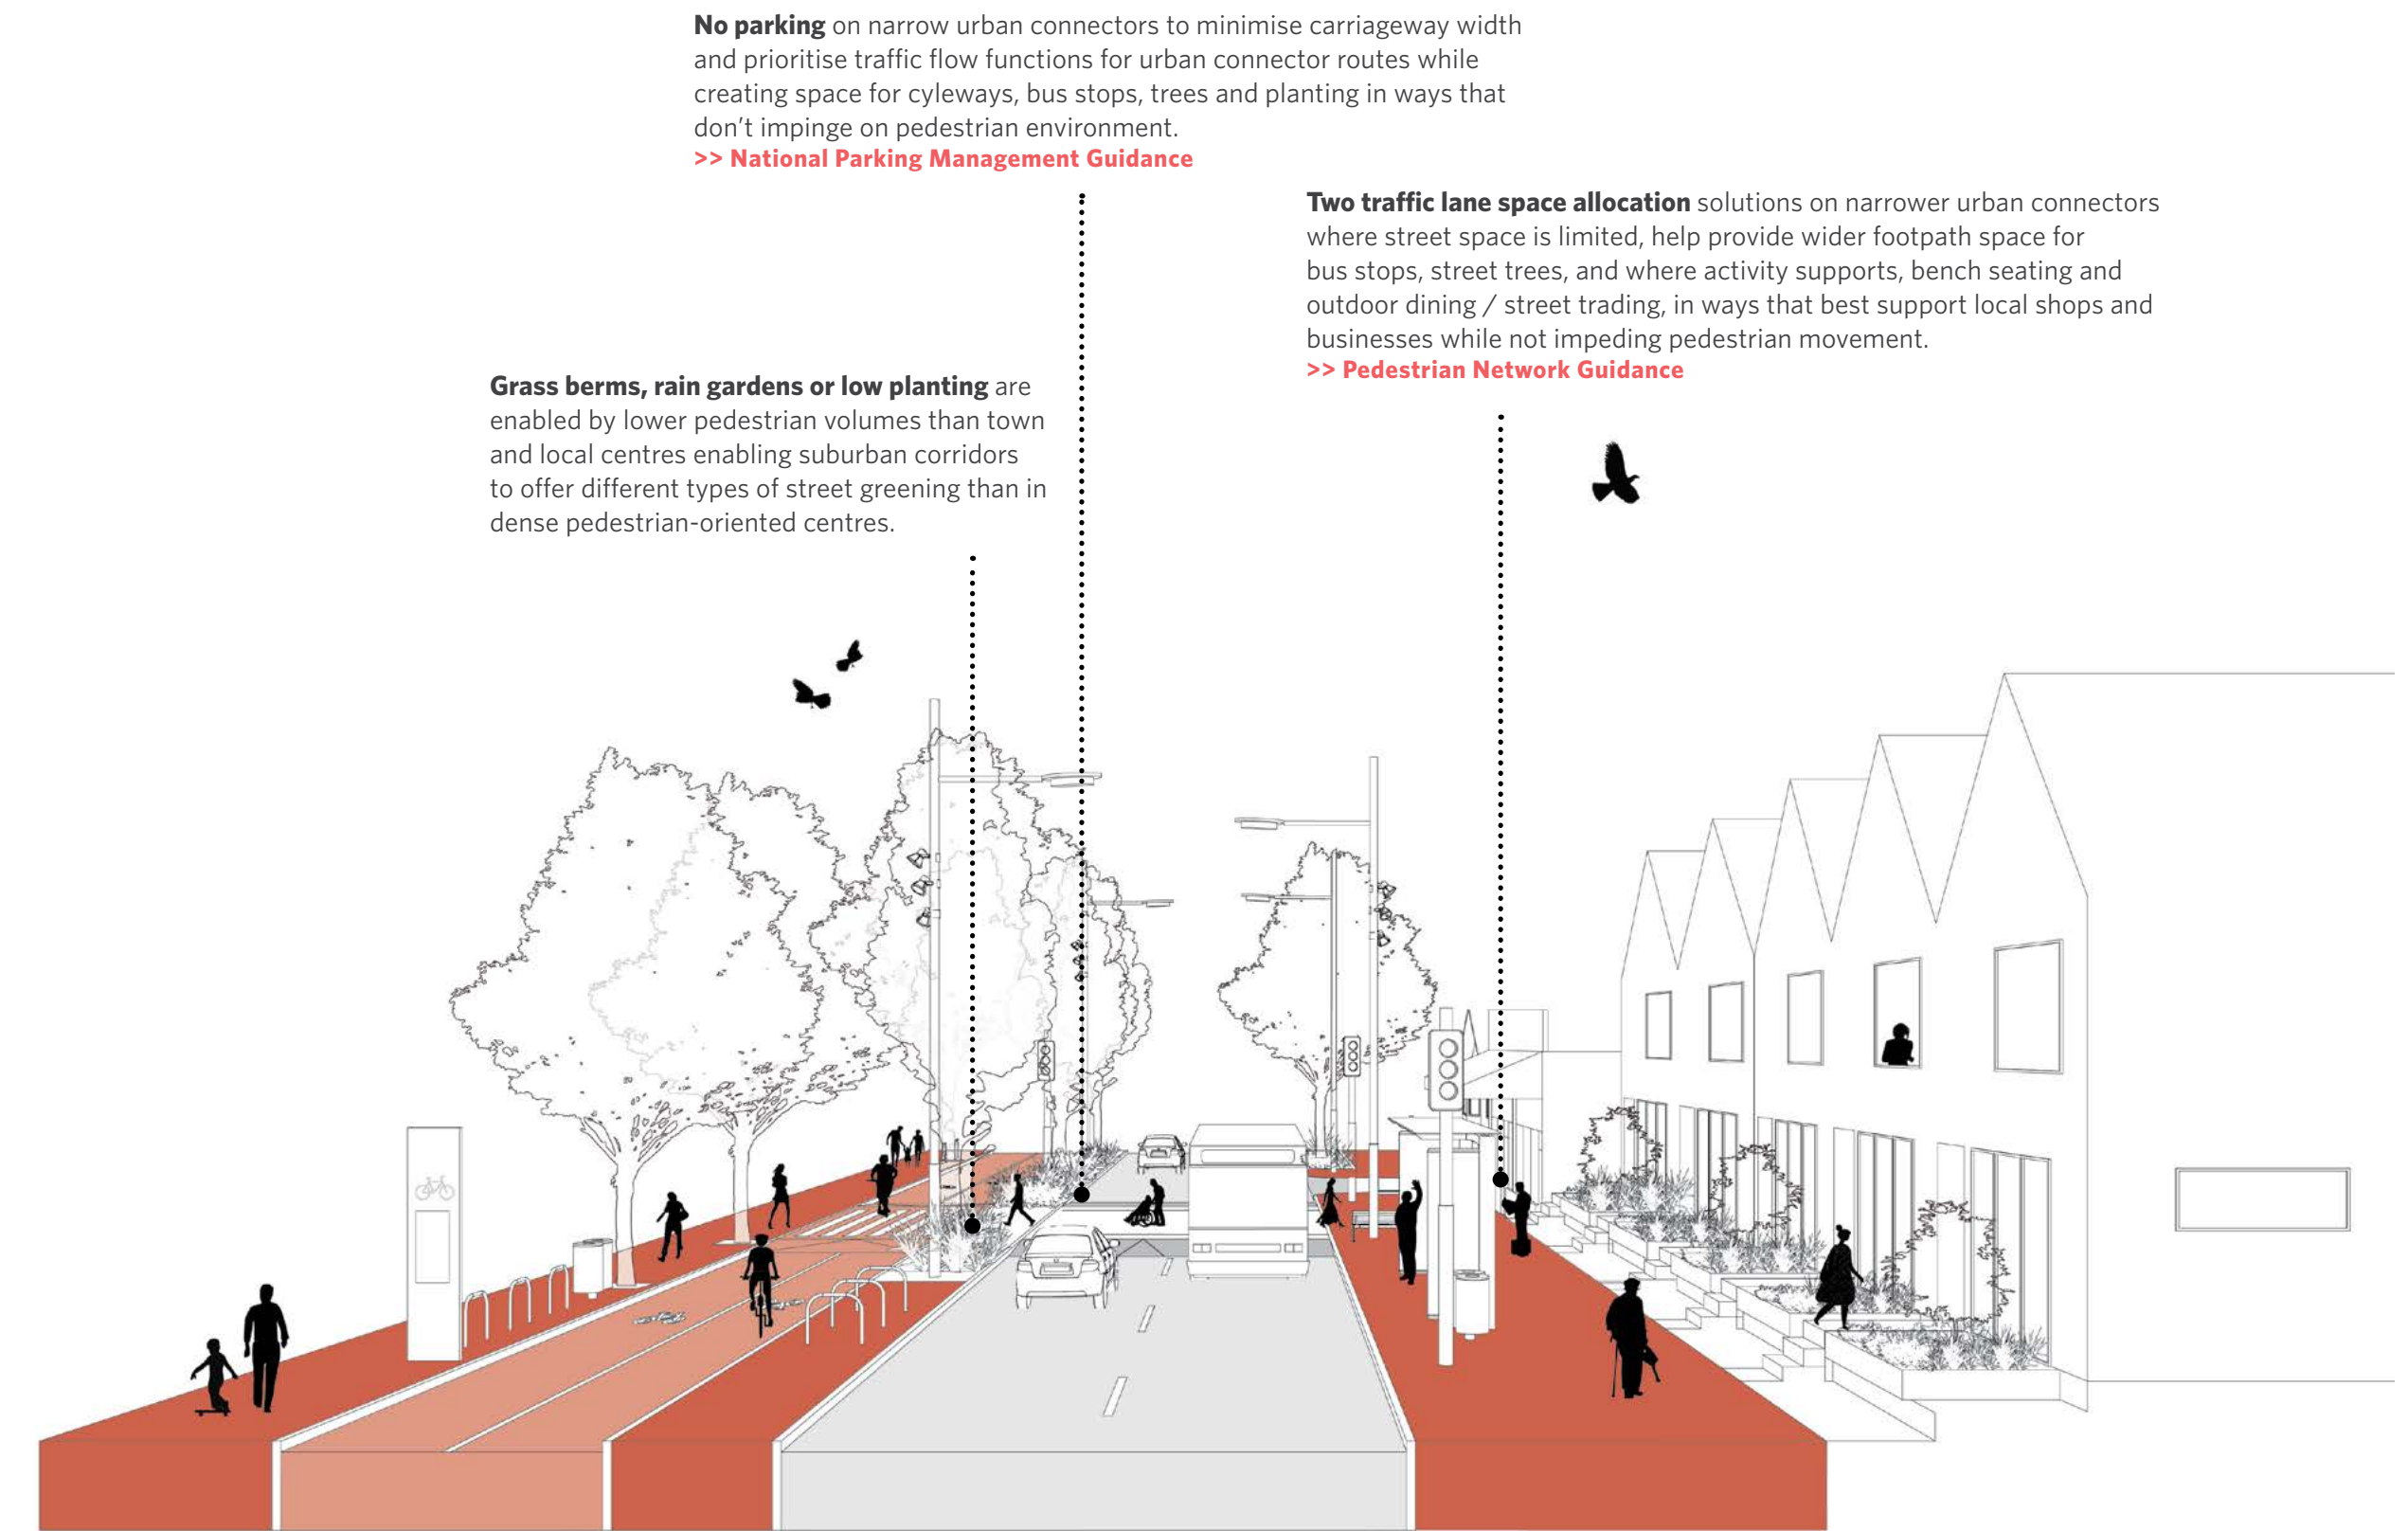 No parking on narrow urban connectors to minimise carriageway width
and prioritise traffic flow functions for urban connector routes while
creating space for cyleways, bus stops, trees and planting in ways that
don't impinge on pedestrian environment.
>> National Parking Management Guidance
Two traffic lane space allocation solutions on narrower urban connectors
where street space is limited, help provide wider footpath space for
bus stops, street trees, and where activity supports, bench seating and
outdoor dining / street trading, in ways that best support local shops and
businesses while not impeding pedestrian movement.
>> Pedestrian Network Guidance
Grass berms, rain gardens or low planting are
enabled by lower pedestrian volumes than town
and local centres enabling suburban corridors
to offer different types of street greening than in
dense pedestrian-oriented centres.